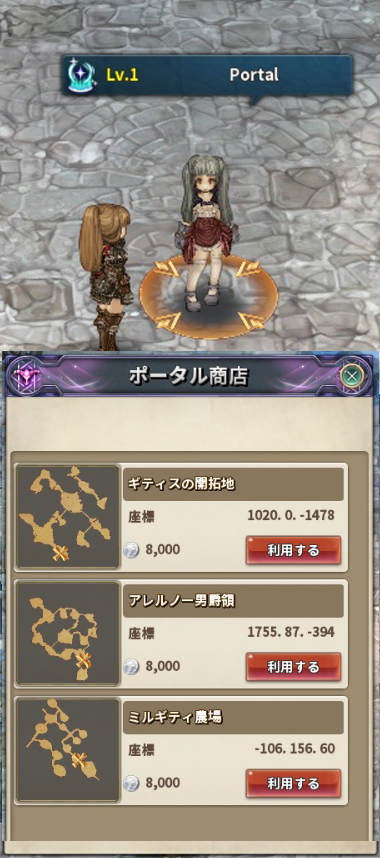 Lv.1 Portal
ポータル商店
ギティスの開拓地
座標 1020. 0. -1478
8,000 利用する
アレルノー男爵領
座標 1755. 87. -394
8,000 利用する
ミルギティ農場
座標 -106. 156. 60
8,000 利用する